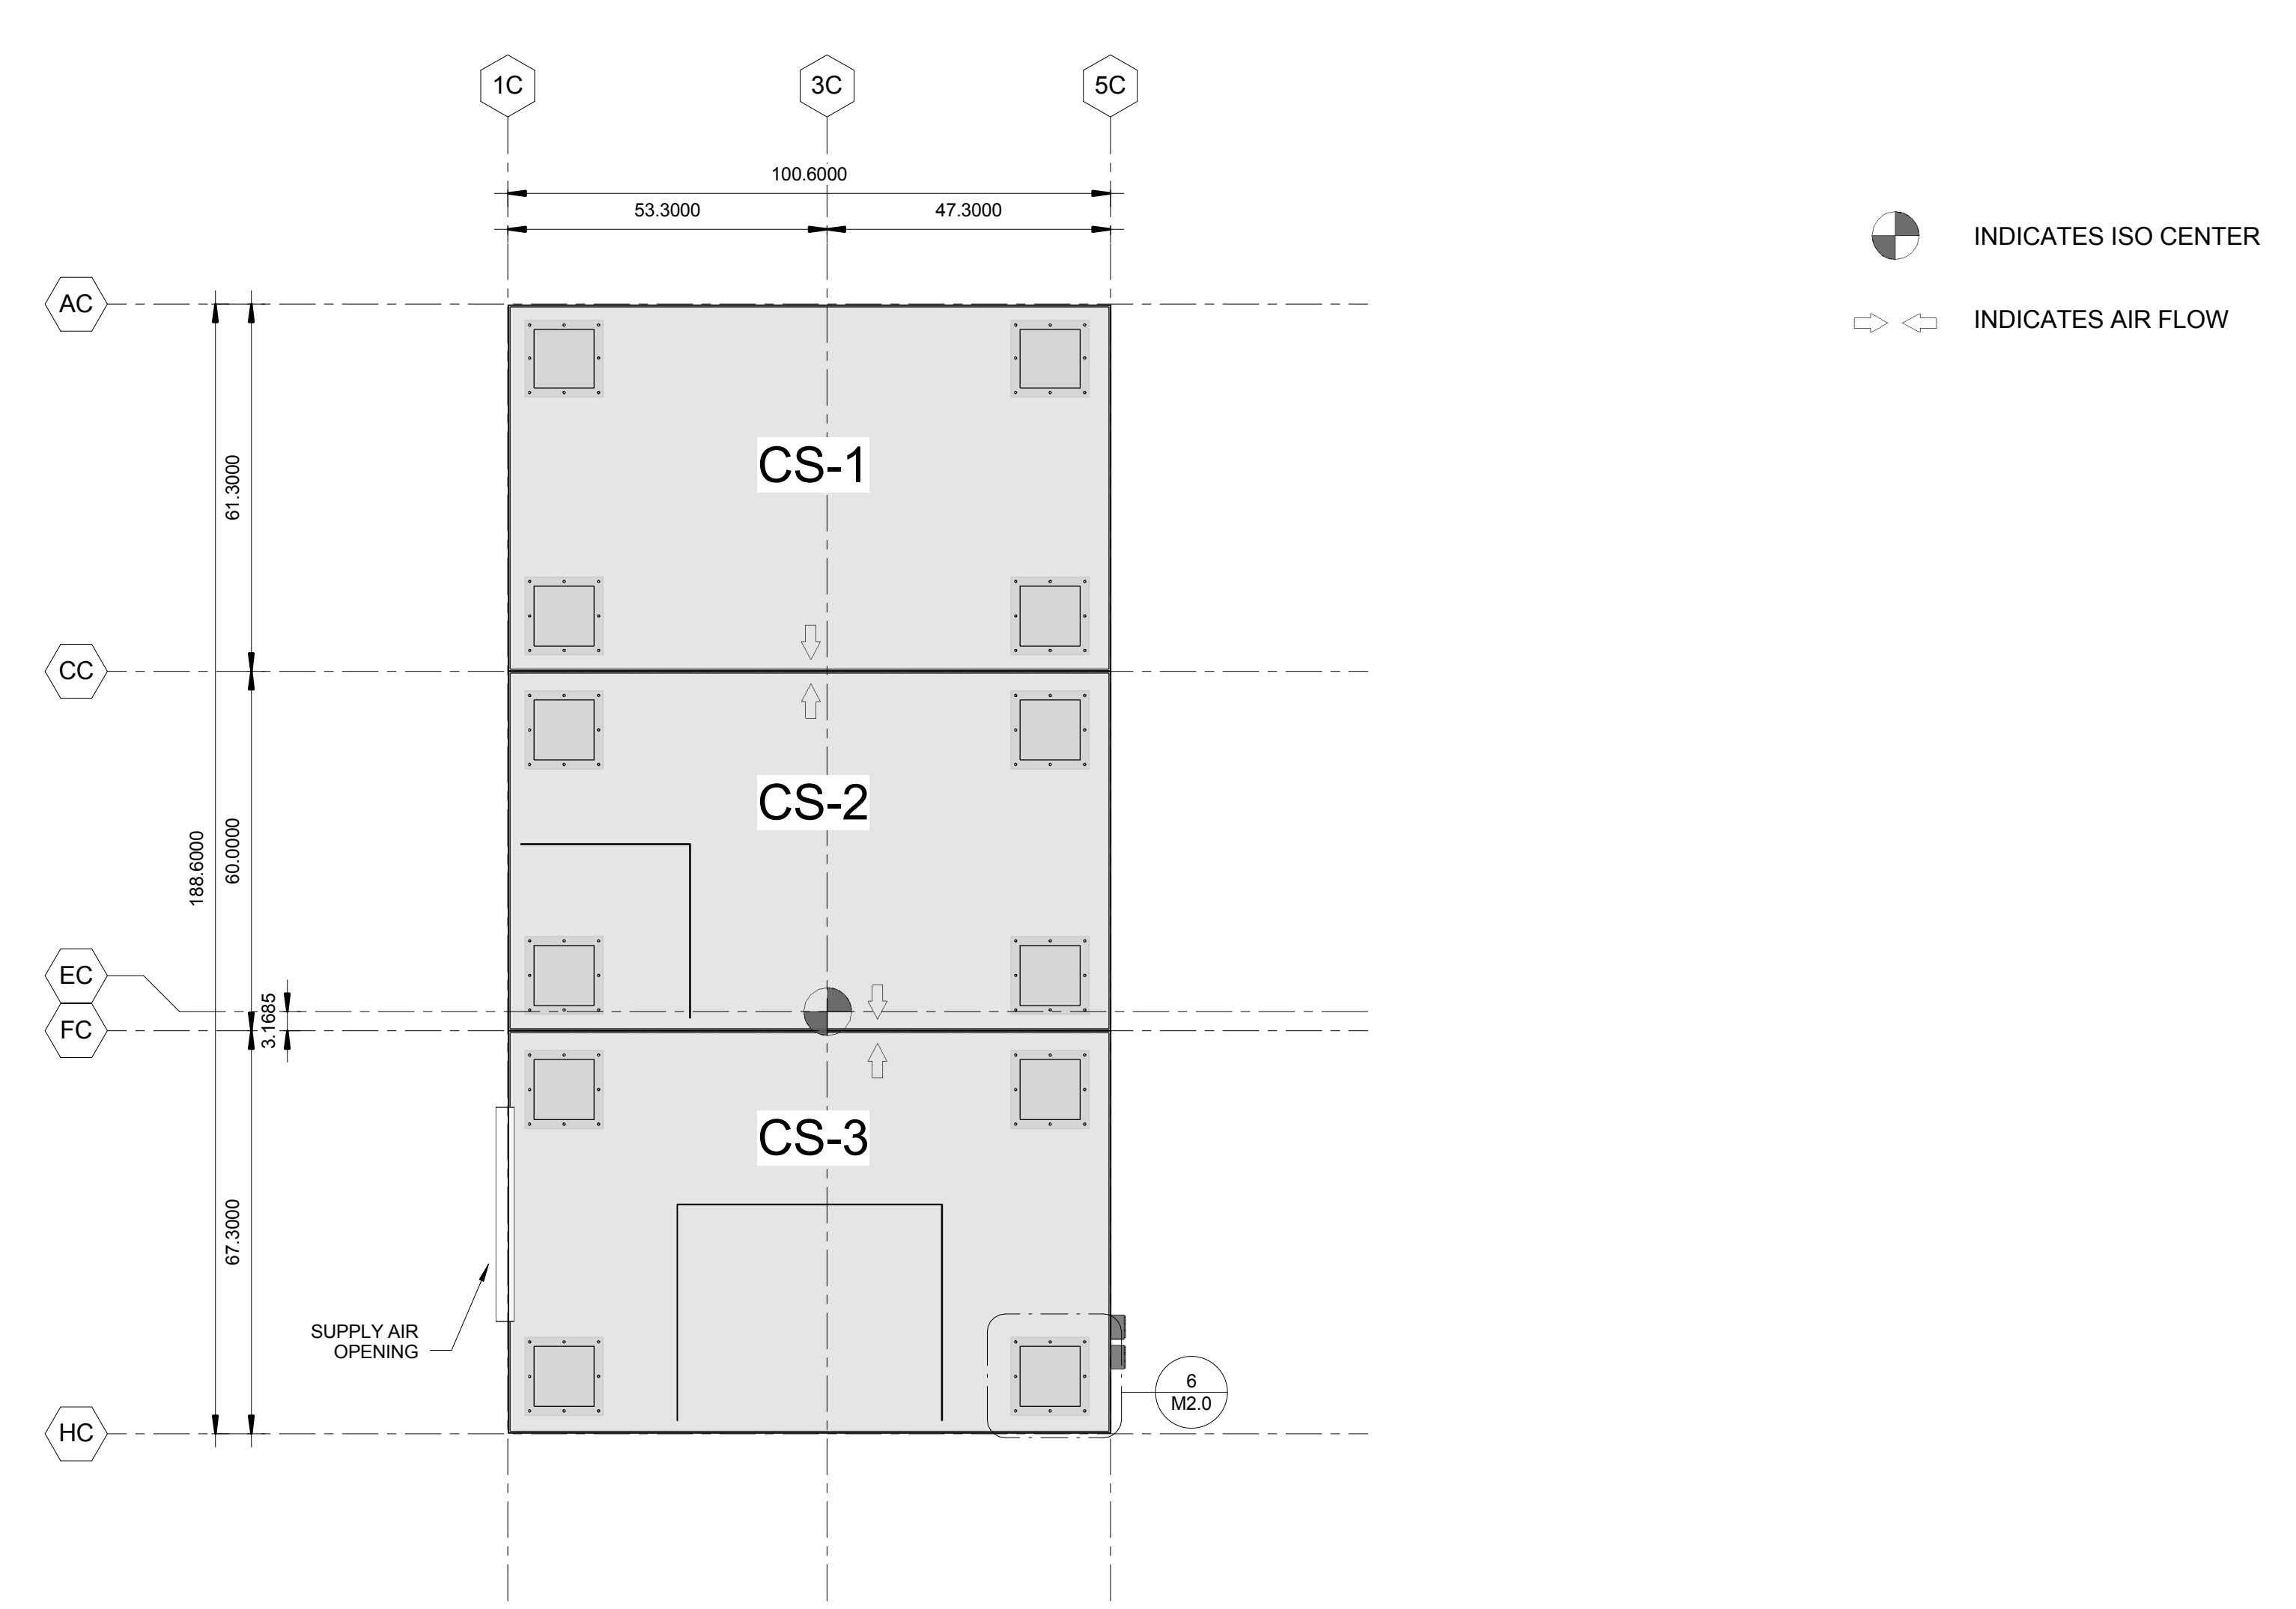 1C
3C
5C
100.6000
53.3000
47.3000
INDICATES ISO CENTER
INDICATES AIR FLOW
AC
CC
EC
FC
HC
188.6000
61.3000
60.0000
3.1685
67.3000
CS-1
CS-2
CS-3
SUPPLY AIR
OPENING
6
M2.0